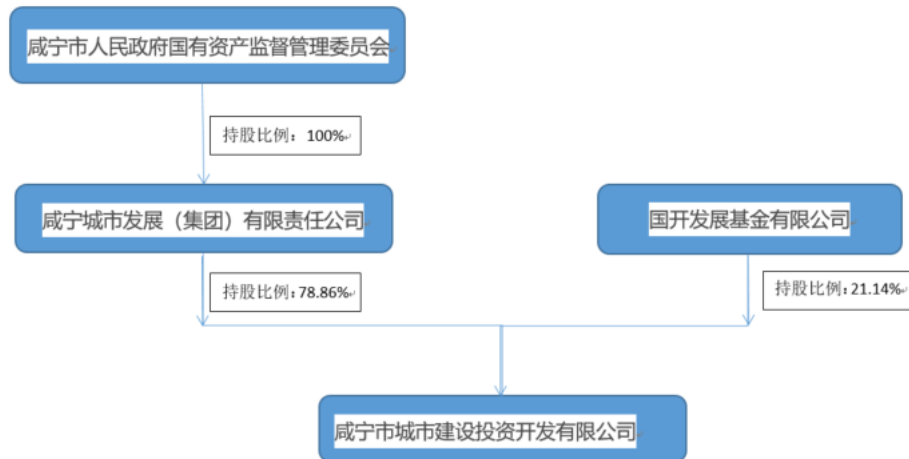 咸宁市人民政府国有资产监督管理委员会
持股比例：100%
咸宁城市发展（集团）有限责任公司
国开发展基金有限公司
持股比例：78.86%
持股比例：21.14%
咸宁市城市建设投资开发有限公司